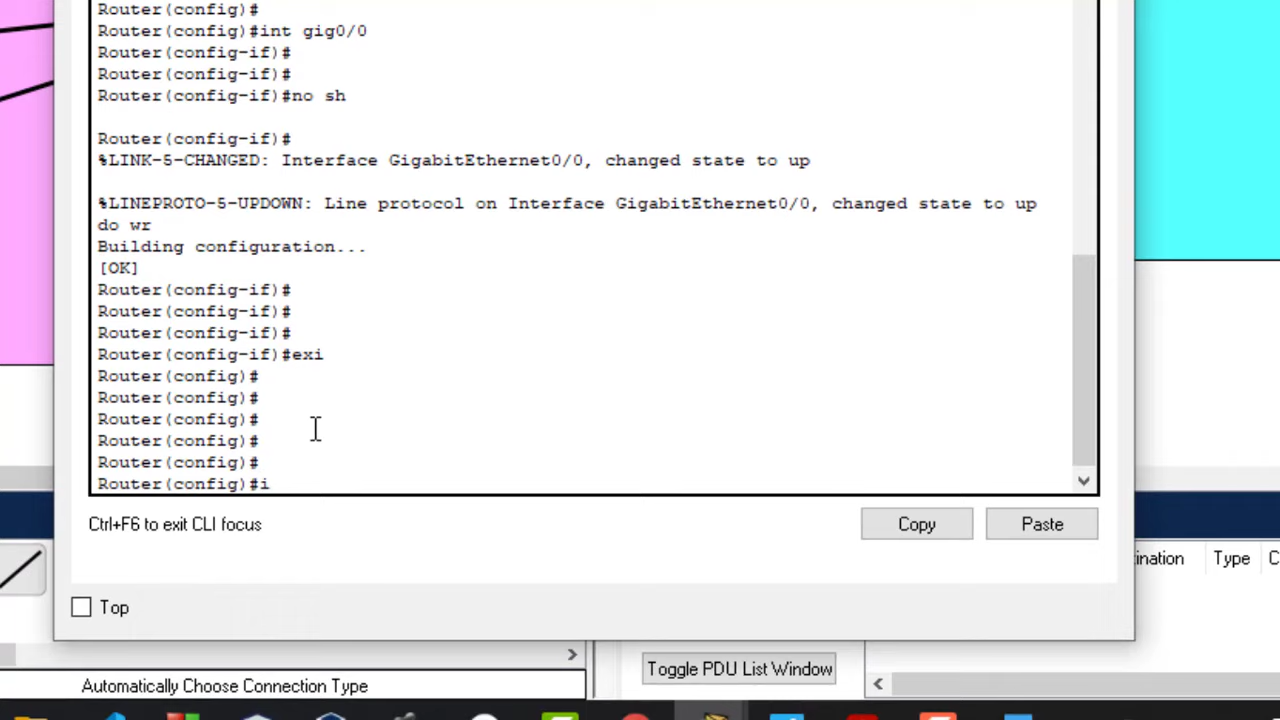 Router(config)#
Router(config)#int gig0/0
Router(config-if)#
Router(config-if)#
Router(config-if)#no sh
Router(config-if)#
%LINK-5-CHANGED: Interface GigabitEthernet0/0, changed state to up
%LINEPROTO-5-UPDOWN: Line protocol on Interface GigabitEthernet0/0, changed state to up
do wr
Building configuration...
[OK]
Router(config-if)#
Router(config-if)#
Router(config-if)#
Router(config-if)#exi
Router(config)#
Router(config)#
Router(config)#
Router(config)#
Router(config)#
Router(config)#i
Ctrl+F6 to exit CLI focus
Copy
Paste
ination Type C
Top
Toggle PDU List Window
Automatically Choose Connection Type